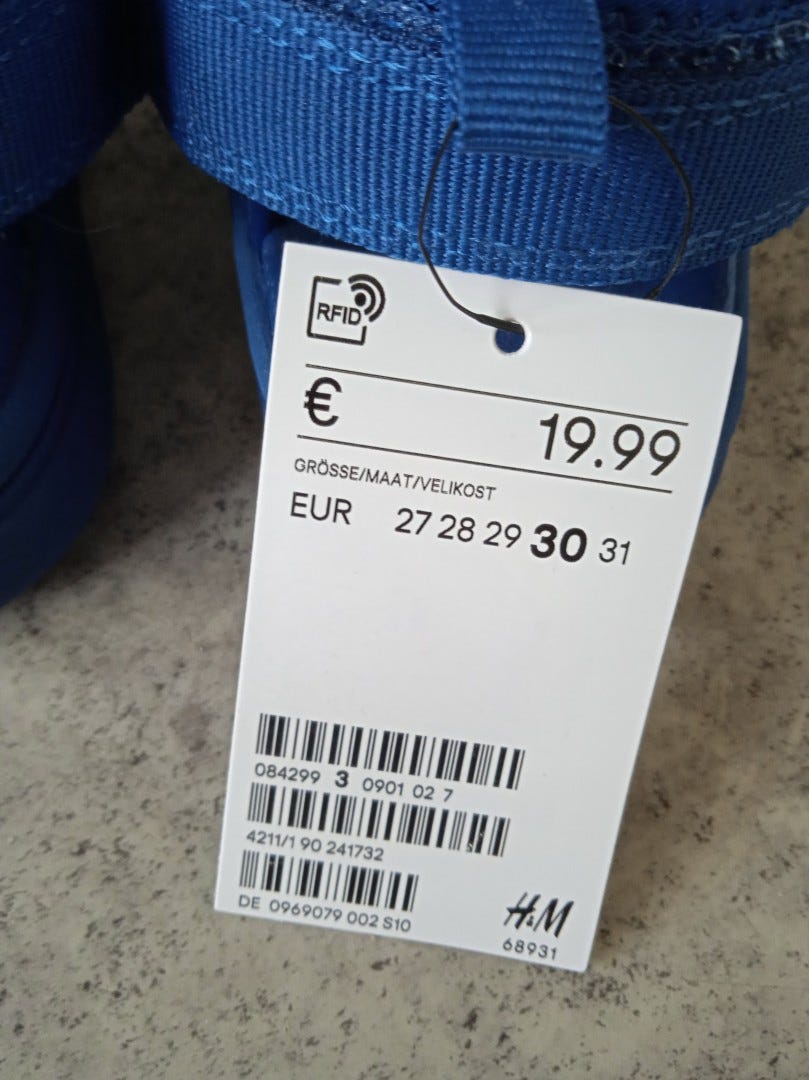 RFID
€ 19.99
GRÖSSE/MAAT/VELIKOST
EUR 27 28 29 30 31
084299 3 0901 02 7
4211/1 90 241732
DE 0969079 002 S10
H&M
68931